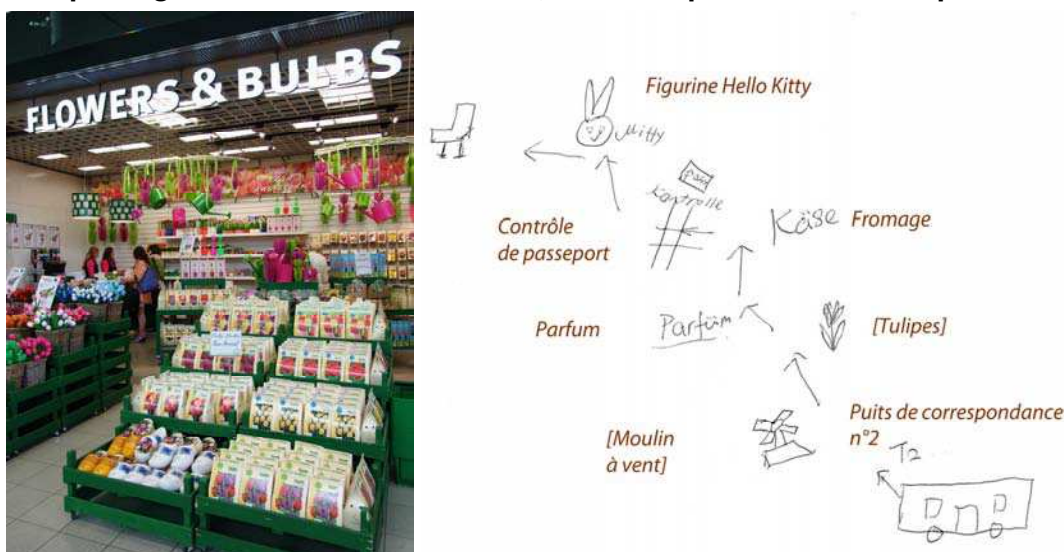 FLOWERS & BULBS
Figurine Hello Kitty
Mitty
Pass
Kontrolle
Contrôle
de passeport
Käse
Fromage
Parfum
Parfüm
[Tulipes]
[Moulin
à vent]
Puits de correspondance
n°2
T2